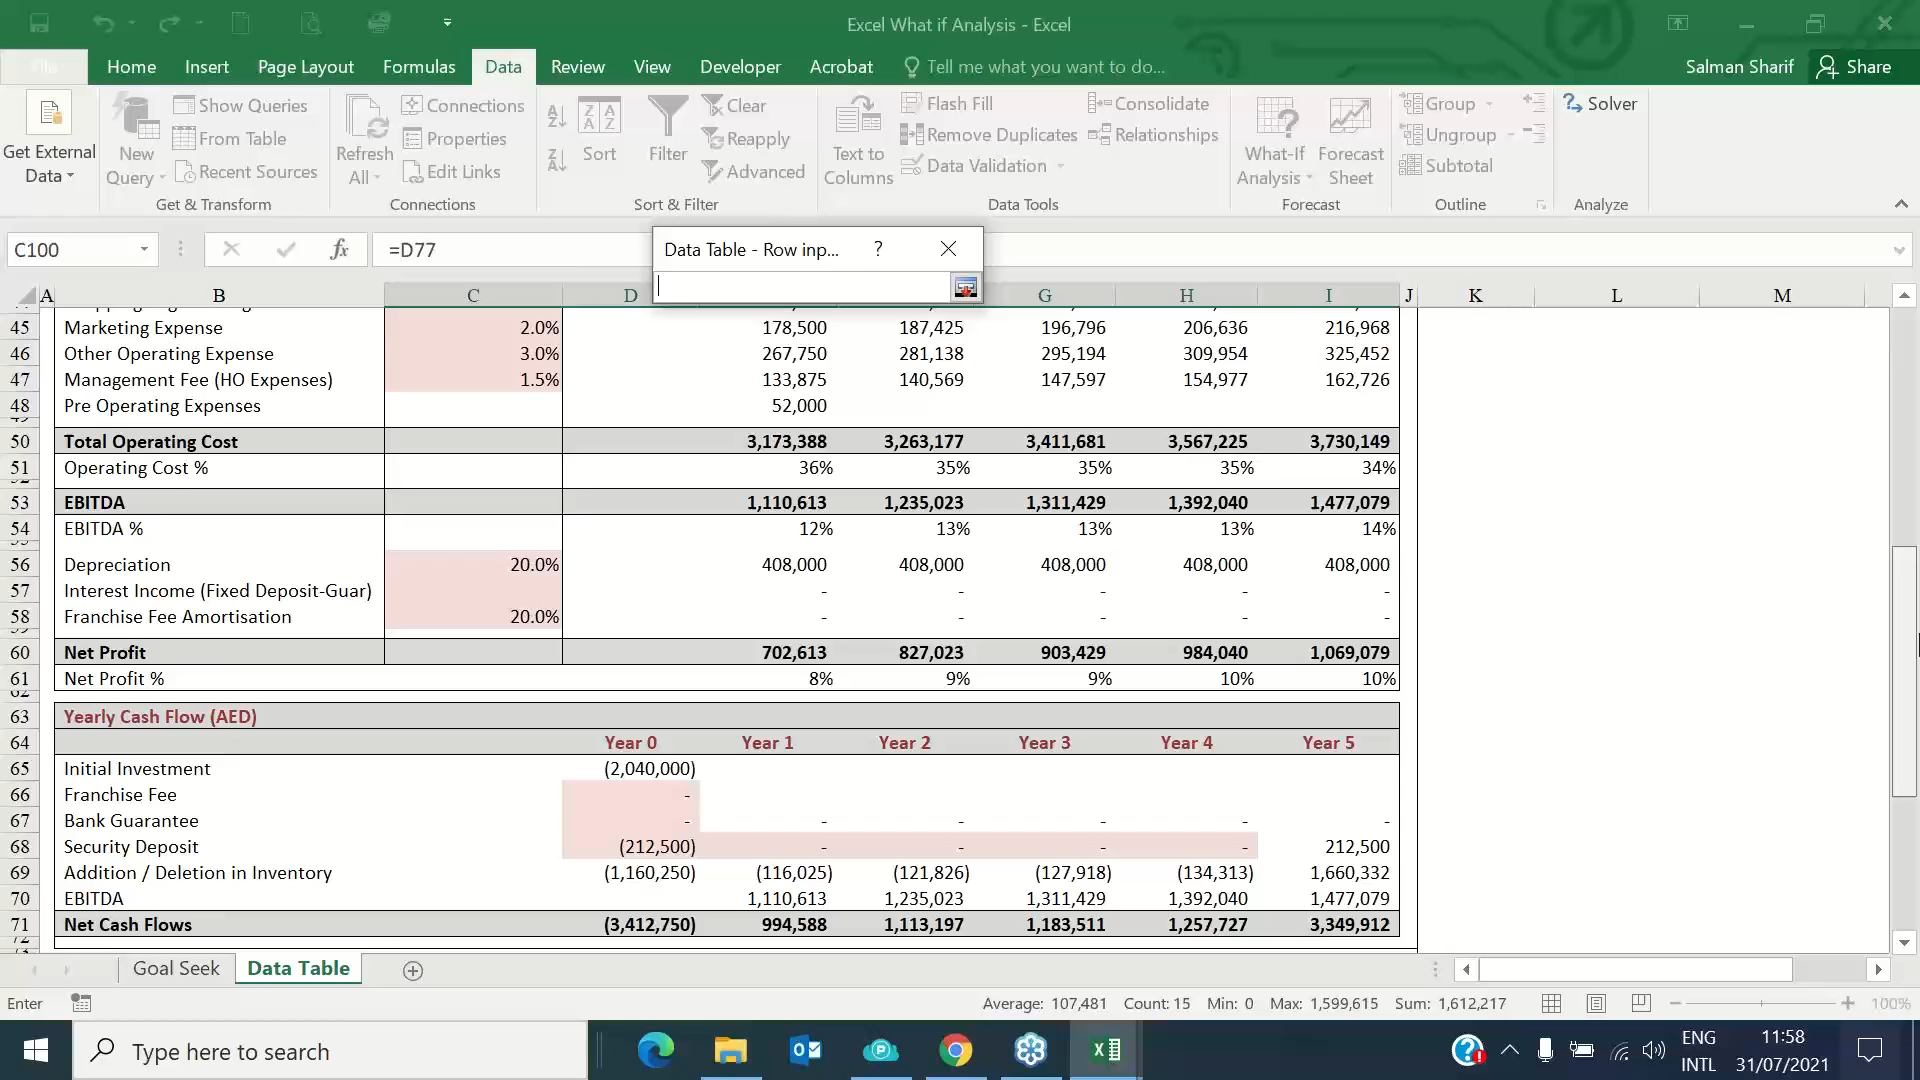 Excel What if Analysis - Excel
File Home Insert Page Layout Formulas Data Review View Developer Acrobat Tell me what you want to do... Salman Sharif Share
Get External Data
New Query
Show Queries
From Table
Recent Sources
Get & Transform
Refresh All
Connections
Properties
Edit Links
Connections
Sort
Filter
Clear
Reapply
Advanced
Sort & Filter
Text to Columns
Flash Fill
Remove Duplicates
Data Validation
Consolidate
Relationships
Data Tools
What-If Analysis
Forecast Sheet
Forecast
Group
Ungroup
Subtotal
Outline
Solver
Analyze
C100 fx =D77
Data Table - Row inp... ?
A B C D G H I J K L M
45 Marketing Expense 2.0% 178,500 187,425 196,796 206,636 216,968
46 Other Operating Expense 3.0% 267,750 281,138 295,194 309,954 325,452
47 Management Fee (HO Expenses) 1.5% 133,875 140,569 147,597 154,977 162,726
48 Pre Operating Expenses 52,000
50 Total Operating Cost 3,173,388 3,263,177 3,411,681 3,567,225 3,730,149
51 Operating Cost % 36% 35% 35% 35% 34%
53 EBITDA 1,110,613 1,235,023 1,311,429 1,392,040 1,477,079
54 EBITDA % 12% 13% 13% 13% 14%
56 Depreciation 20.0% 408,000 408,000 408,000 408,000 408,000
57 Interest Income (Fixed Deposit-Guar) - - - - -
58 Franchise Fee Amortisation 20.0% - - - - -
60 Net Profit 702,613 827,023 903,429 984,040 1,069,079
61 Net Profit % 8% 9% 9% 10% 10%
63 Yearly Cash Flow (AED)
64 Year 0 Year 1 Year 2 Year 3 Year 4 Year 5
65 Initial Investment (2,040,000)
66 Franchise Fee -
67 Bank Guarantee - - - - - -
68 Security Deposit (212,500) - - - - 212,500
69 Addition / Deletion in Inventory (1,160,250) (116,025) (121,826) (127,918) (134,313) 1,660,332
70 EBITDA 1,110,613 1,235,023 1,311,429 1,392,040 1,477,079
71 Net Cash Flows (3,412,750) 994,588 1,113,197 1,183,511 1,257,727 3,349,912
Goal Seek Data Table
Enter Average: 107,481 Count: 15 Min: 0 Max: 1,599,615 Sum: 1,612,217 100%
Type here to search
ENG
INTL
11:58
31/07/2021